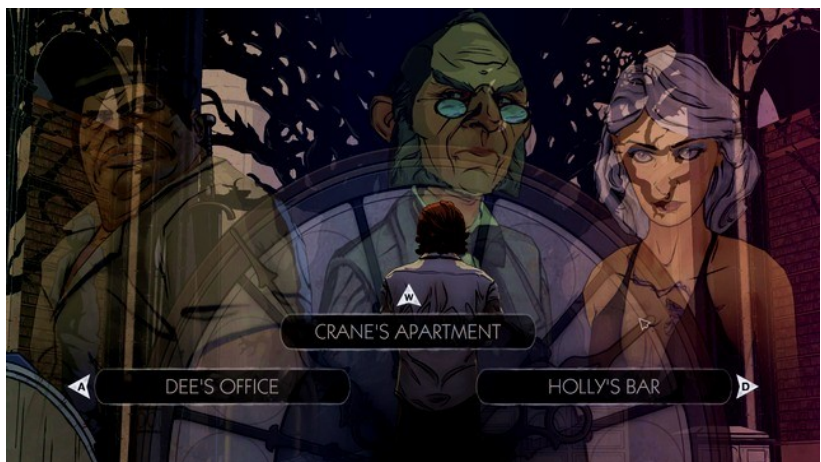 W
CRANE'S APARTMENT
A
DEE'S OFFICE
HOLLY'S BAR
D